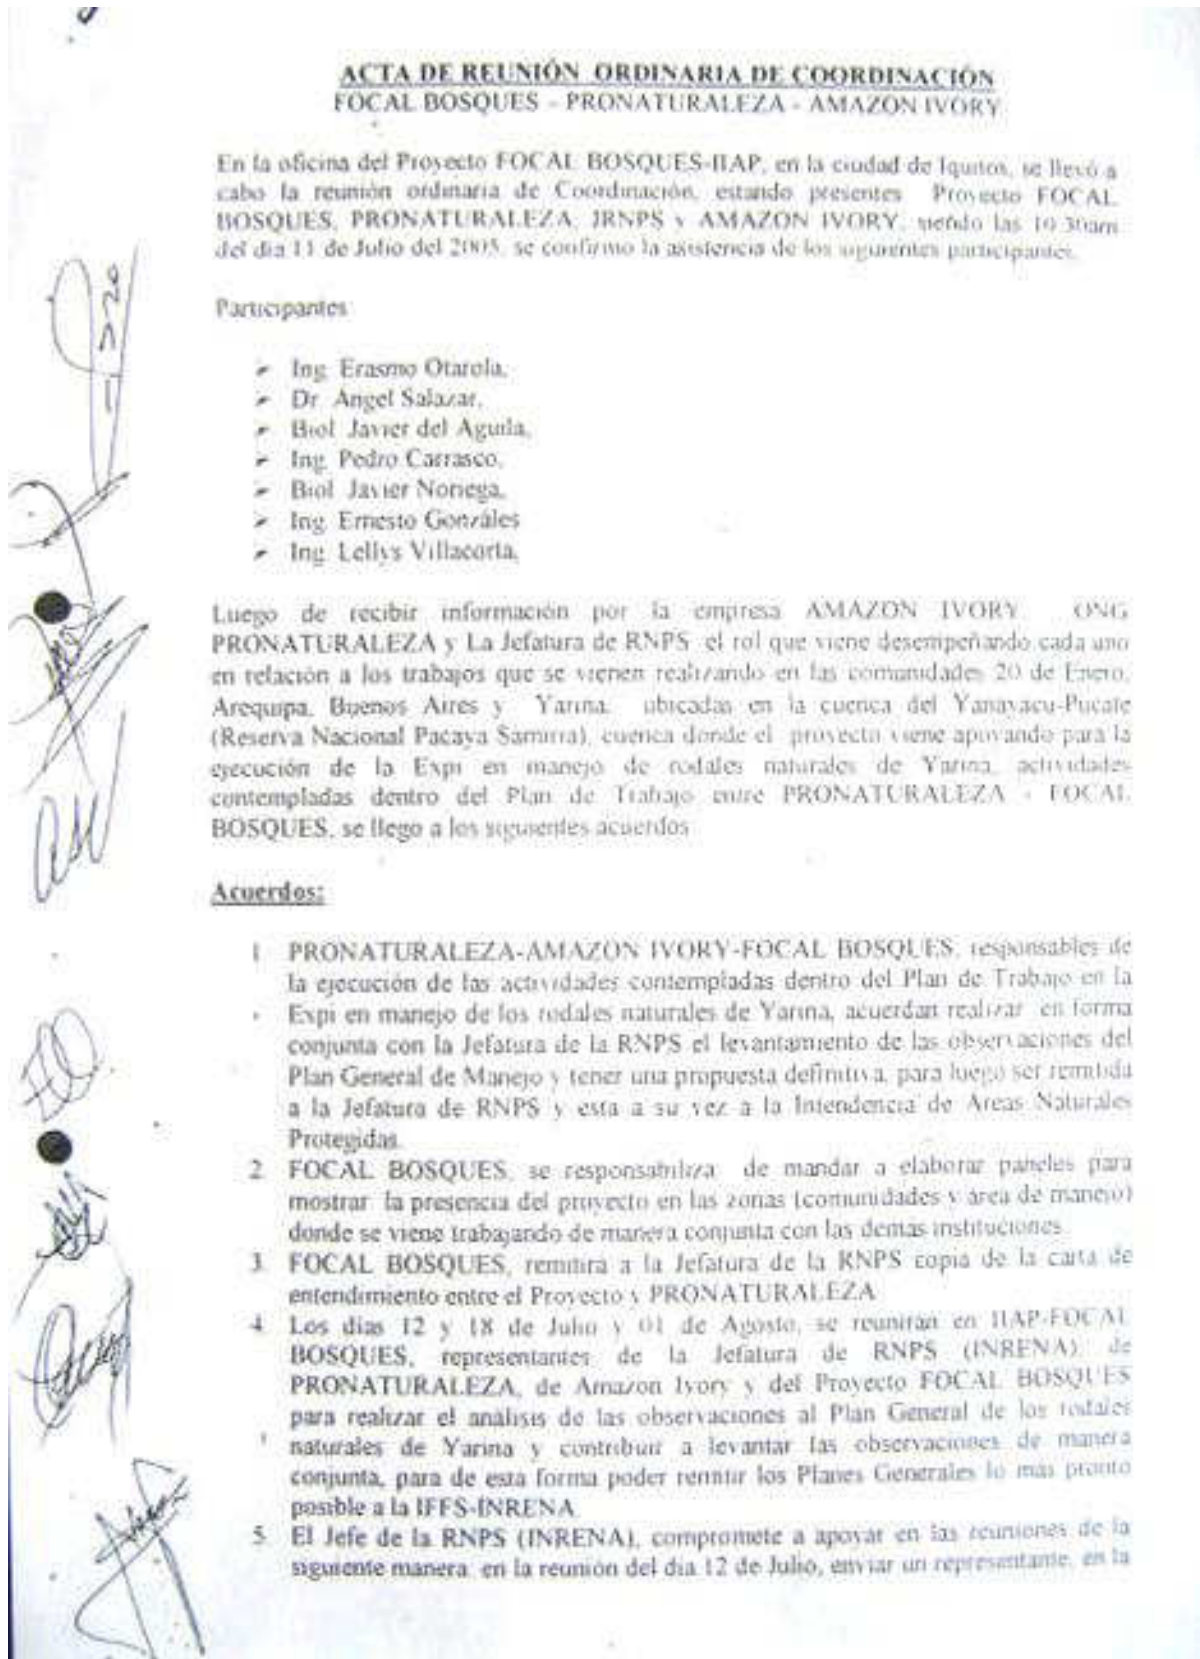 ACTA DE REUNIÓN ORDINARIA DE COORDINACIÓN
FOCAL BOSQUES - PRONATURALEZA - AMAZON IVORY
En la oficina del Proyecto FOCAL BOSQUES-IIAP, en la ciudad de Iquitos, se llevó a
cabo la reunión ordinaria de Coordinación, estando presentes Proyecto FOCAL
BOSQUES, PRONATURALEZA, JRNPS y AMAZON IVORY, siendo las 10:30am
del dia 11 de Julio del 2005, se confirmo la asistencia de los siguientes participantes.
Participantes
➢ Ing. Erasmo Otarola,
➢ Dr. Angel Salazar,
➢ Biol. Javier del Aguila,
➢ Ing. Pedro Carrasco,
➢ Biol. Javier Noriega,
➢ Ing. Ernesto Gonzáles
➢ Ing. Lellys Villacorta,
Luego de recibir información por la empresa AMAZON IVORY, ONG
PRONATURALEZA y La Jefatura de RNPS el rol que viene desempeñando cada uno
en relación a los trabajos que se vienen realizando en las comunidades 20 de Enero,
Arequipa, Buenos Aires y Yarina, ubicadas en la cuenca del Yanayacu-Pucate
(Reserva Nacional Pacaya Samiria), cuenca donde el proyecto viene apoyando para la
ejecución de la Expi en manejo de rodales naturales de Yarina, actividades
contempladas dentro del Plan de Trabajo entre PRONATURALEZA - FOCAL
BOSQUES, se llego a los siguientes acuerdos
Acuerdos:
1 PRONATURALEZA-AMAZON IVORY-FOCAL BOSQUES, responsables de
la ejecución de las actividades contempladas dentro del Plan de Trabajo en la
Expi en manejo de los rodales naturales de Yarina, acuerdan realizar en forma
conjunta con la Jefatura de la RNPS el levantamiento de las observaciones del
Plan General de Manejo y tener una propuesta definitiva, para luego ser remitida
a la Jefatura de RNPS y esta a su vez a la Intendencia de Areas Naturales
Protegidas.
2. FOCAL BOSQUES, se responsabiliza de mandar a elaborar paneles para
mostrar la presencia del proyecto en las zonas (comunidades y área de manejo)
donde se viene trabajando de manera conjunta con las demás instituciones.
3. FOCAL BOSQUES, remitirá a la Jefatura de la RNPS copia de la carta de
entendimiento entre el Proyecto y PRONATURALEZA
4. Los días 12 y 18 de Julio y 01 de Agosto, se reunirán en IIAP-FOCAL
BOSQUES, representantes de la Jefatura de RNPS (INRENA), de
PRONATURALEZA, de Amazon Ivory y del Proyecto FOCAL BOSQUES
para realizar el análisis de las observaciones al Plan General de los rodales
naturales de Yarina y contribuir a levantar las observaciones de manera
conjunta, para de esta forma poder remitir los Planes Generales lo más pronto
posible a la IFFS-INRENA.
5. El Jefe de la RNPS (INRENA), compromete a apoyar en las reuniones de la
siguiente manera: en la reunión del dia 12 de Julio, enviar un representante, en la